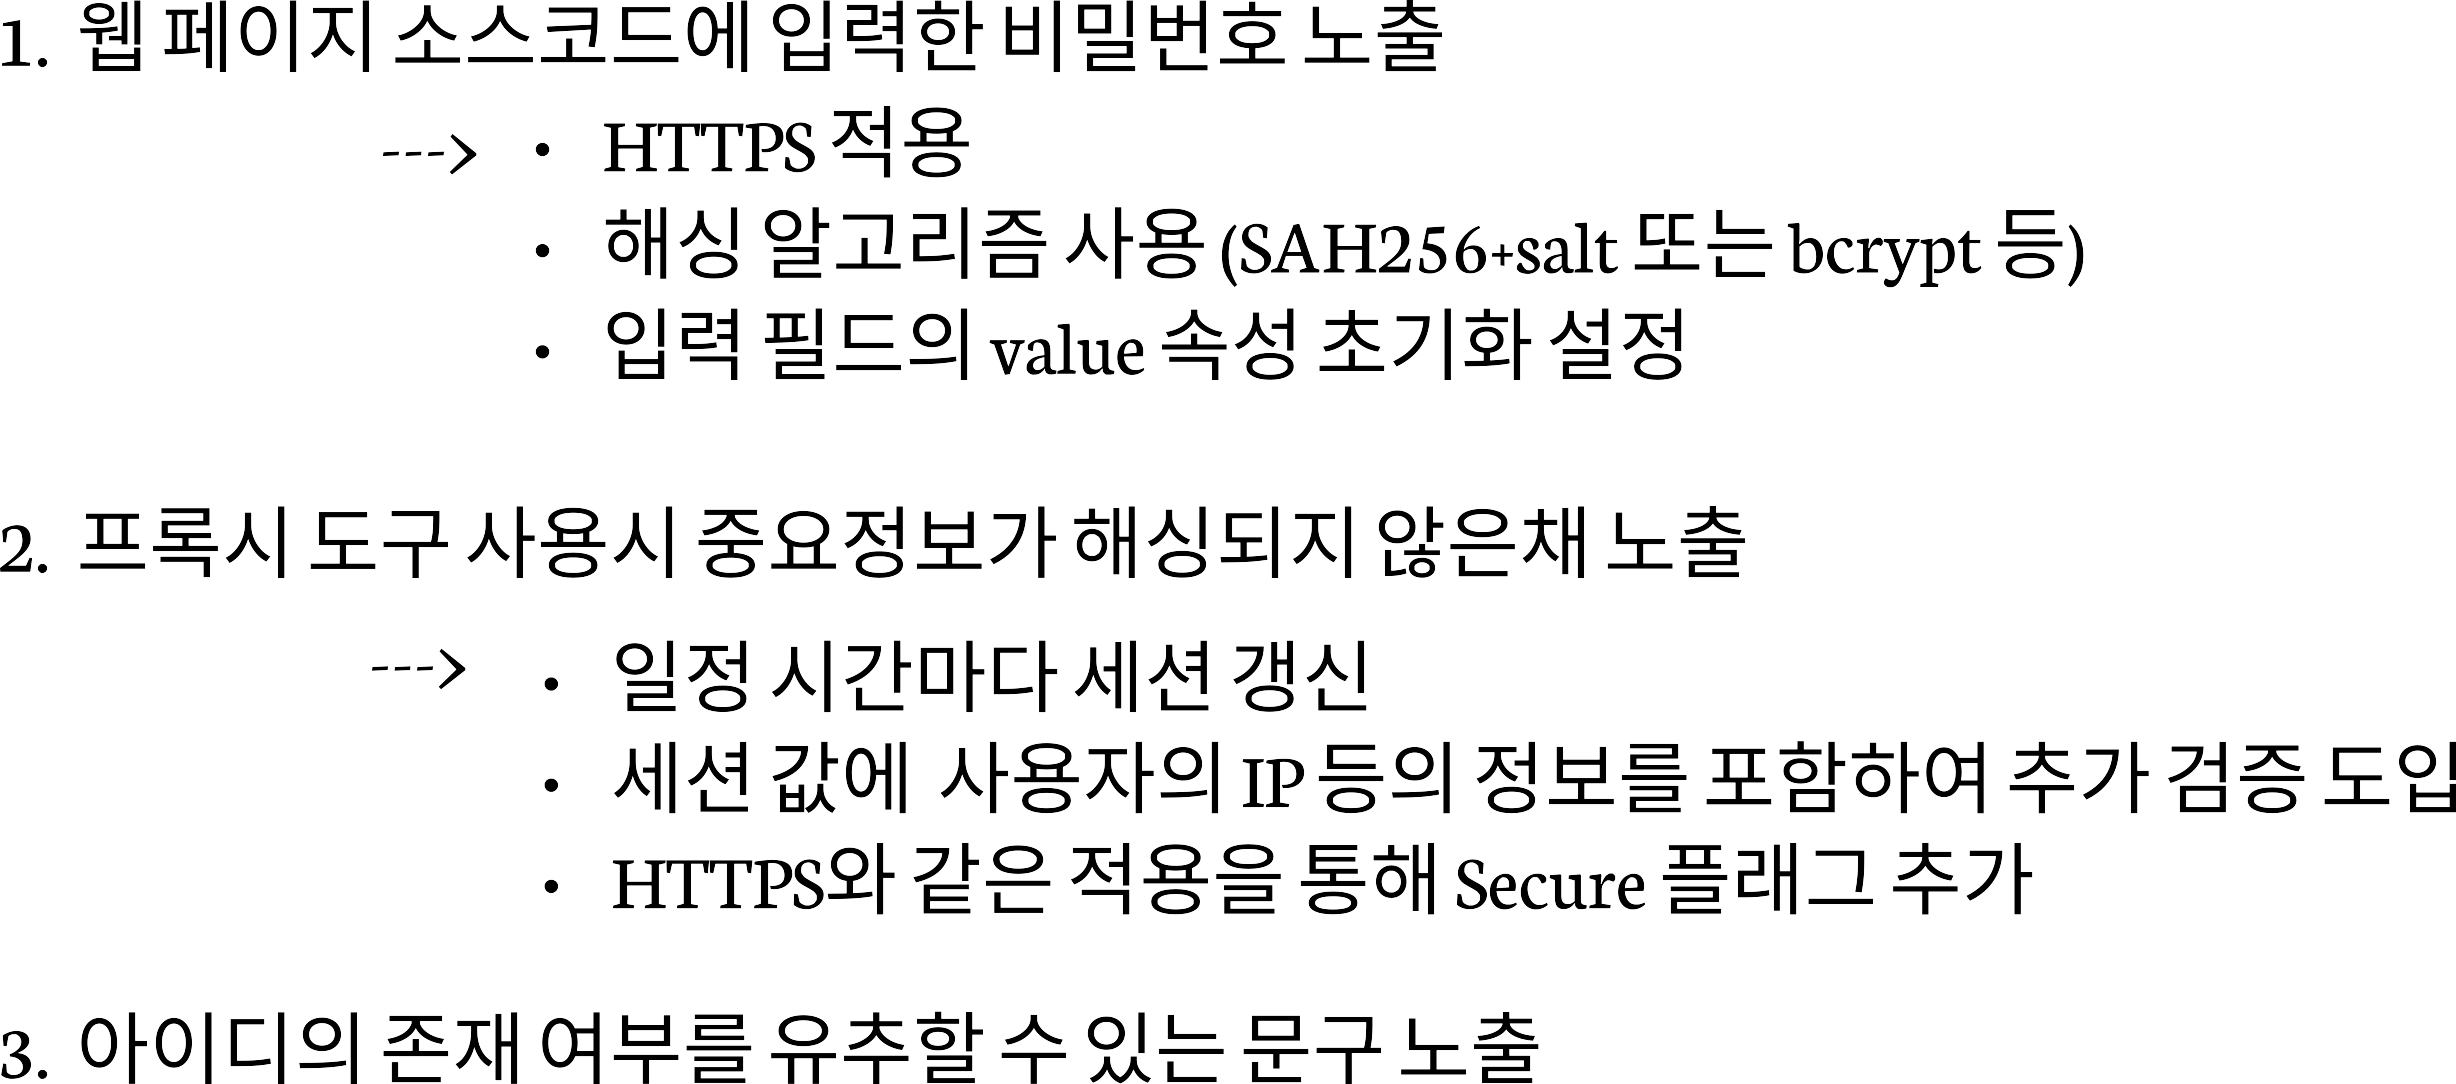 1. 웹 페이지 소스코드에 입력한 비밀번호 노출
---> • HTTPS 적용
• 해싱 알고리즘 사용 (SAH256+salt 또는 bcrypt 등)
• 입력 필드의 value 속성 초기화 설정
2. 프록시 도구 사용시 중요정보가 해싱되지 않은채 노출
---> • 일정 시간마다 세션 갱신
• 세션 값에 사용자의 IP 등의 정보를 포함하여 추가 검증 도입
• HTTPS와 같은 적용을 통해 Secure 플래그 추가
3. 아이디의 존재 여부를 유추할 수 있는 문구 노출